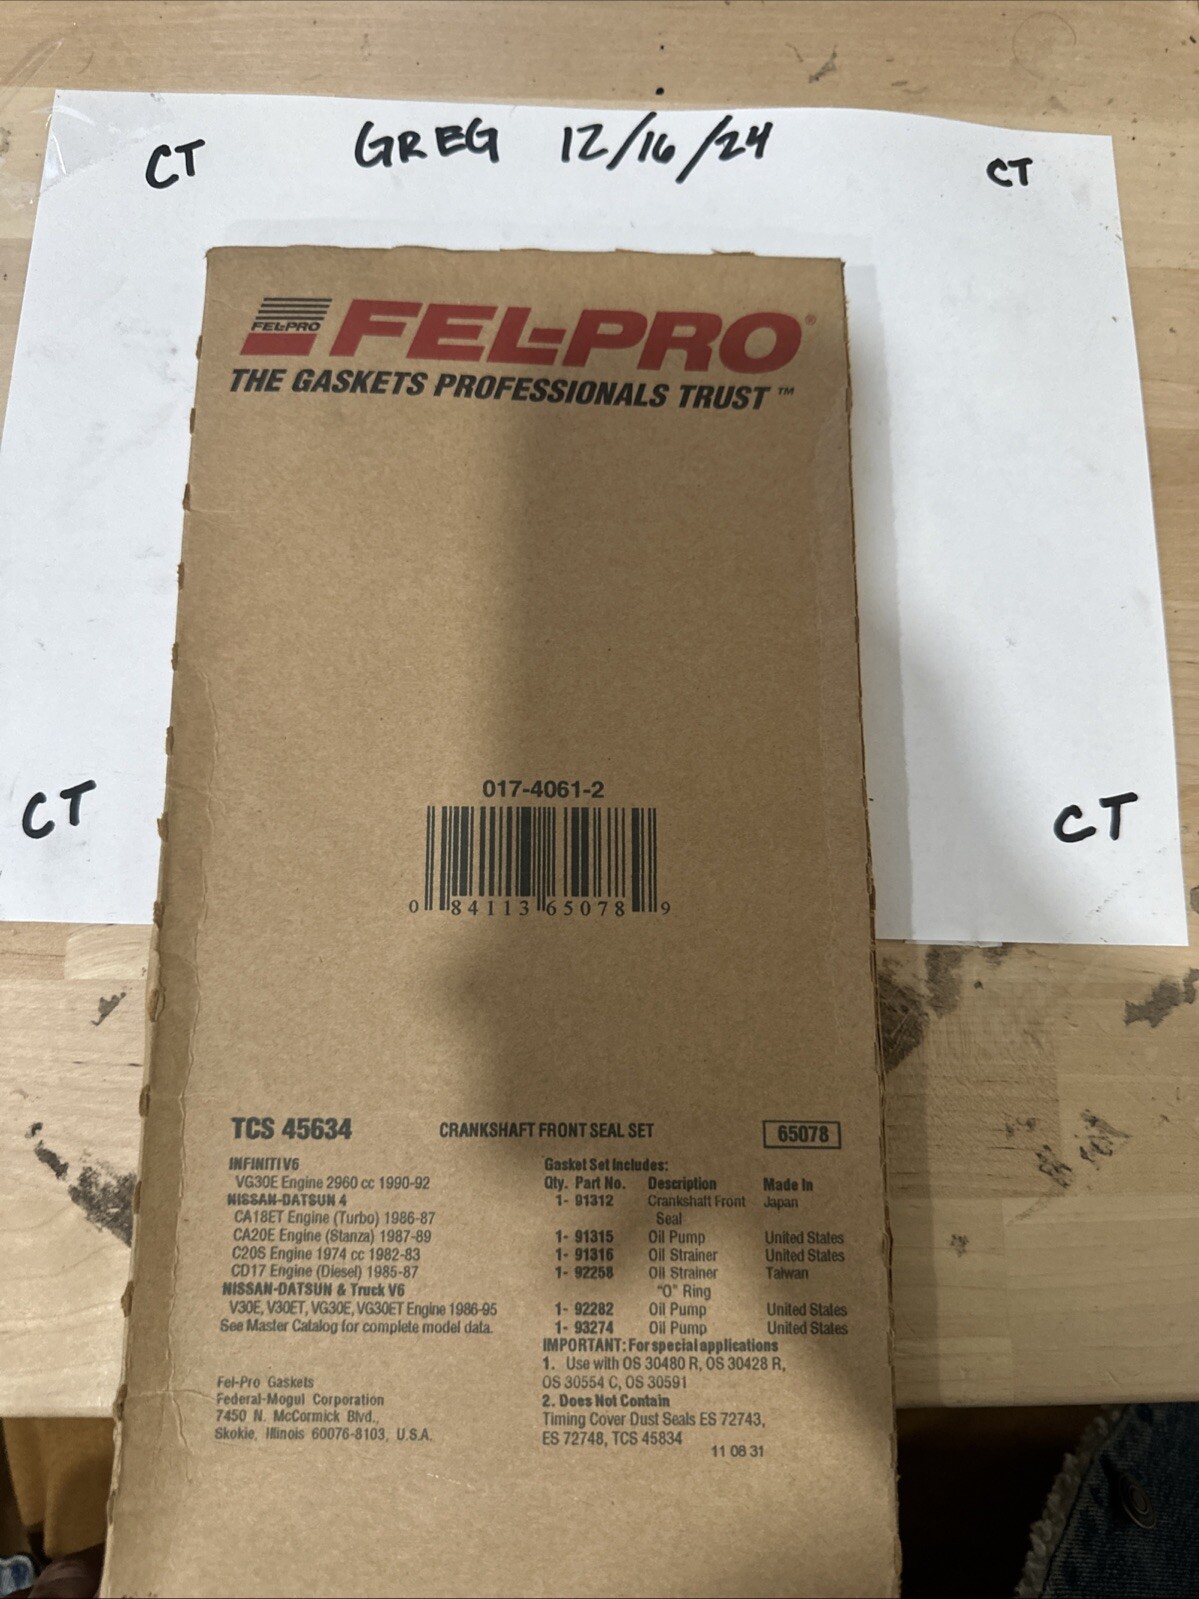 GREG 12/16/24
CT
CT
FEL-PRO
FEL-PRO®
THE GASKETS PROFESSIONALS TRUST™
017-4061-2
0 84113 65078 9
CT
CT
TCS 45634
CRANKSHAFT FRONT SEAL SET
65078
INFINITI V6
VG30E Engine 2960 cc 1990-92
NISSAN-DATSUN 4
CA18ET Engine (Turbo) 1986-87
CA20E Engine (Stanza) 1987-89
C20S Engine 1974 cc 1982-83
CD17 Engine (Diesel) 1985-87
NISSAN-DATSUN & Truck V6
V30E, V30ET, VG30E, VG30ET Engine 1986-95
See Master Catalog for complete model data.
Fel-Pro Gaskets
Federal-Mogul Corporation
7450 N. McCormick Blvd.,
Skokie, Illinois 60076-8103, U.S.A.
Gasket Set Includes:
Qty. Part No. Description Made In
1- 91312 Crankshaft Front Japan
Seal
1- 91315 Oil Pump United States
1- 91316 Oil Strainer United States
1- 92258 Oil Strainer Taiwan
"O" Ring
1- 92282 Oil Pump United States
1- 93274 Oil Pump United States
IMPORTANT: For special applications
1. Use with OS 30480 R, OS 30428 R,
OS 30554 C, OS 30591
2. Does Not Contain
Timing Cover Dust Seals ES 72743,
ES 72748, TCS 45834
11 08 31